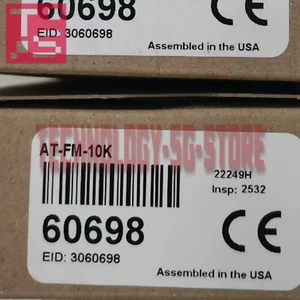 60698
EID: 3060698
Assembled in the USA
TECHNOLOGY-SG-STORE
AT-FM-10K
22249H
Insp: 2532
60698
CE
EID: 3060698
Assembled in the USA